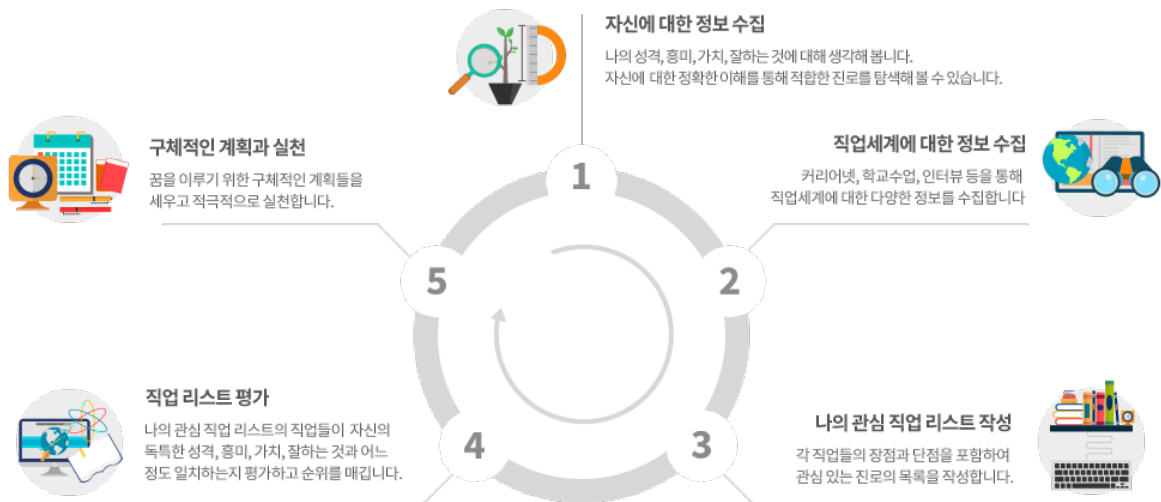 자신에 대한 정보 수집
나의 성격, 흥미, 가치, 잘하는 것에 대해 생각해 봅니다.
자신에 대한 정확한 이해를 통해 적합한 진로를 탐색해 볼 수 있습니다.
1
직업세계에 대한 정보 수집
커리어넷, 학교수업, 인터뷰 등을 통해
직업세계에 대한 다양한 정보를 수집합니다
2
나의 관심 직업 리스트 작성
각 직업들의 장점과 단점을 포함하여
관심 있는 진로의 목록을 작성합니다.
3
직업 리스트 평가
나의 관심 직업 리스트의 직업들이 자신의
독특한 성격, 흥미, 가치, 잘하는 것과 어느
정도 일치하는지 평가하고 순위를 매깁니다.
4
구체적인 계획과 실천
꿈을 이루기 위한 구체적인 계획들을
세우고 적극적으로 실천합니다.
5